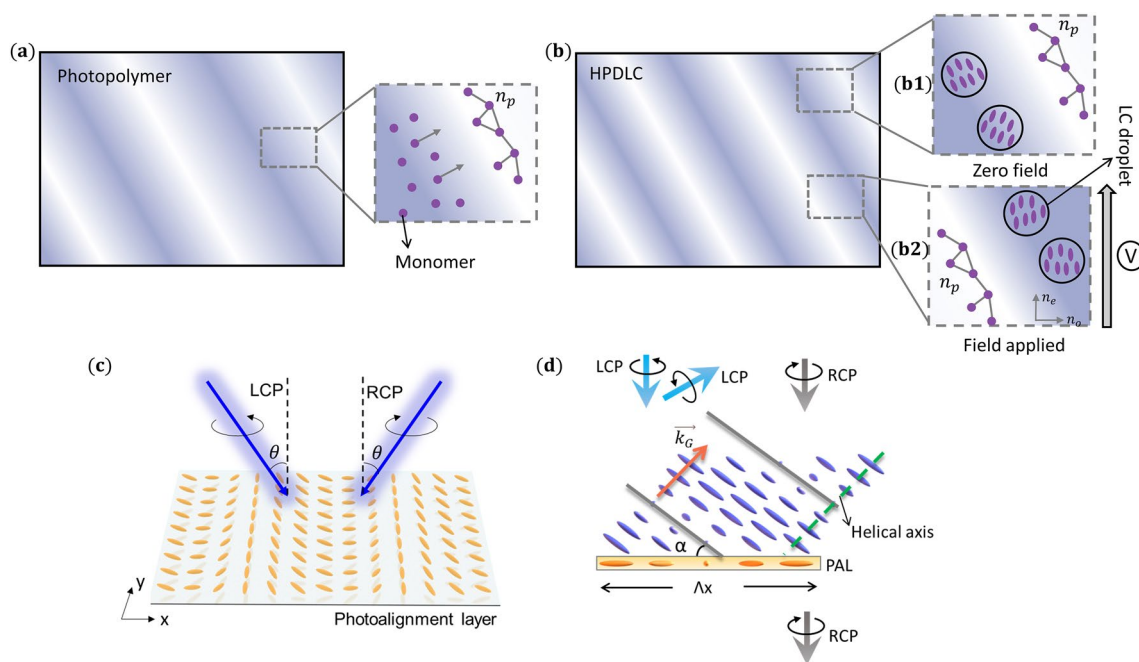 (a)
Photopolymer
n_p
Monomer
(b)
HPDLC
(b1)
n_p
Zero field
LC droplet
(b2)
n_p
n_e
n_o
V
Field applied
(c)
LCP
RCP
θ
θ
y
x
Photoalignment layer
(d)
LCP
LCP
RCP
k_G
Helical axis
α
PAL
Λx
RCP